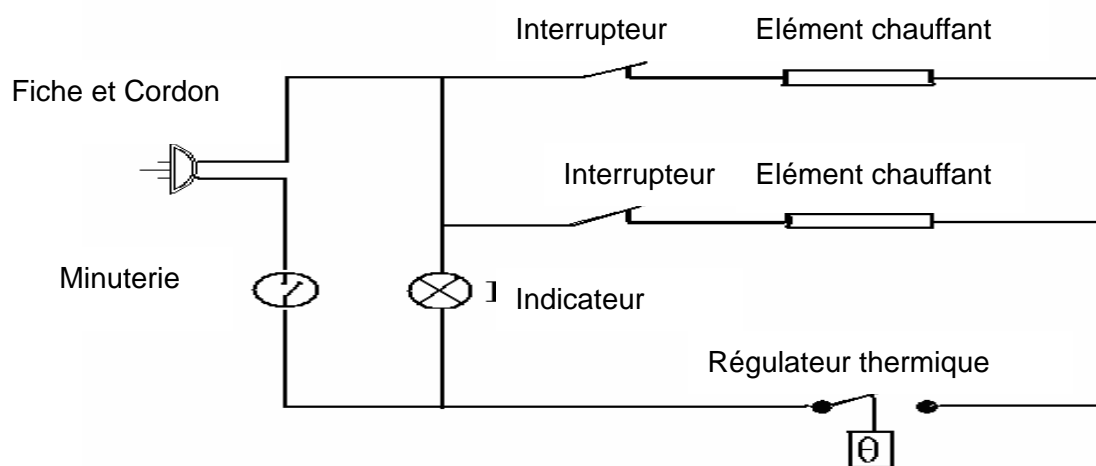 Interrupteur
Elément chauffant
Fiche et Cordon
Interrupteur
Elément chauffant
Minuterie
Indicateur
Régulateur thermique
θ